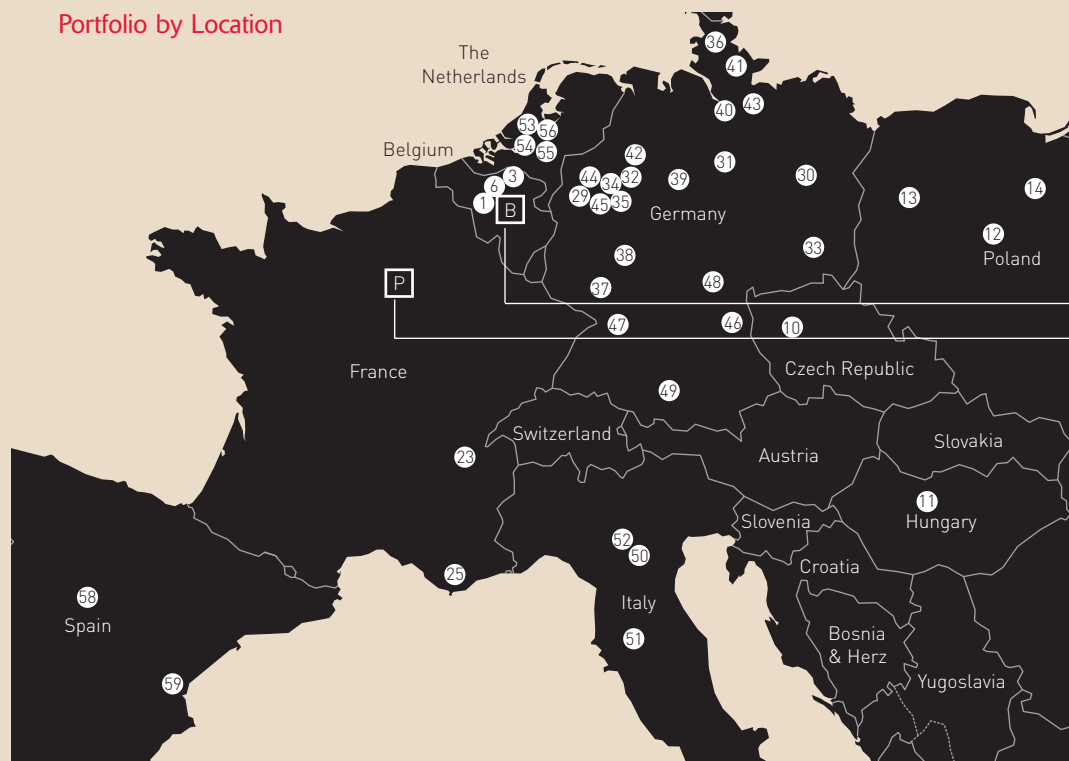 Portfolio by Location
36
The
Netherlands
41
43
40
53
56
Belgium
54
55
42
31
3
44
34
32
39
30
6
14
29
13
1
45
35
B
Germany
12
33
38
Poland
P
48
37
47
46
10
France
Czech Republic
49
Switzerland
Slovakia
23
Austria
11
Slovenia
Hungary
52
50
Croatia
25
58
Italy
Spain
Bosnia
& Herz
51
59
Yugoslavia